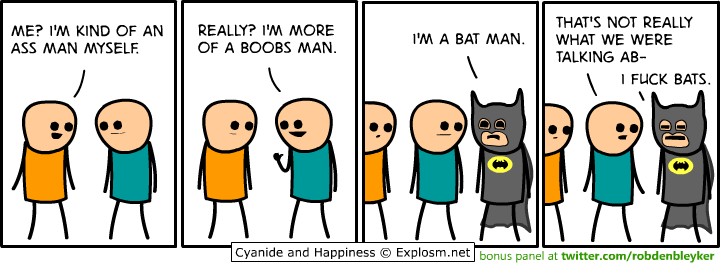 ME? I'M KIND OF AN
ASS MAN MYSELF.
REALLY? I'M MORE
OF A BOOBS MAN.
I'M A BAT MAN.
THAT'S NOT REALLY
WHAT WE WERE
TALKING AB-
I FUCK BATS.
Cyanide and Happiness © Explosm.net
bonus panel at twitter.com/robdenbleyker